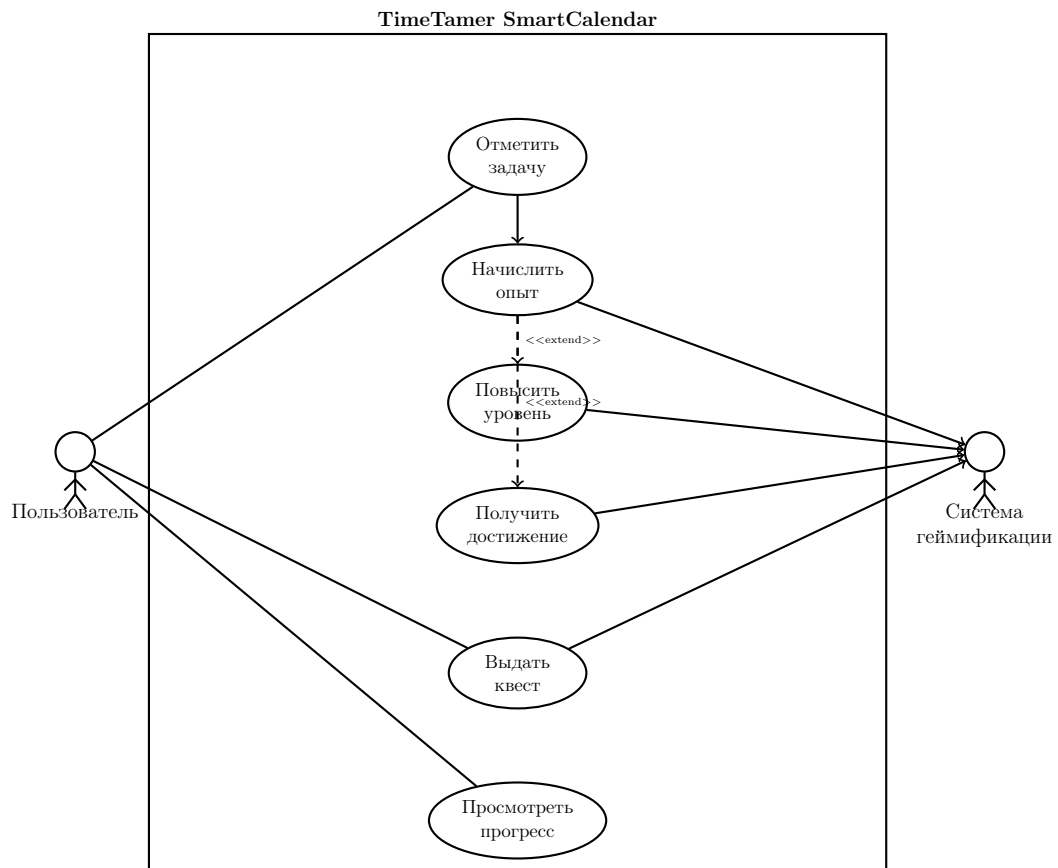 TimeTamer SmartCalendar
Отметить
задачу
Начислить
опыт
<<extend>>
Повысить
уровень
<<extend>>
Пользователь
Система
геймификации
Получить
достижение
Выдать
квест
Просмотреть
прогресс